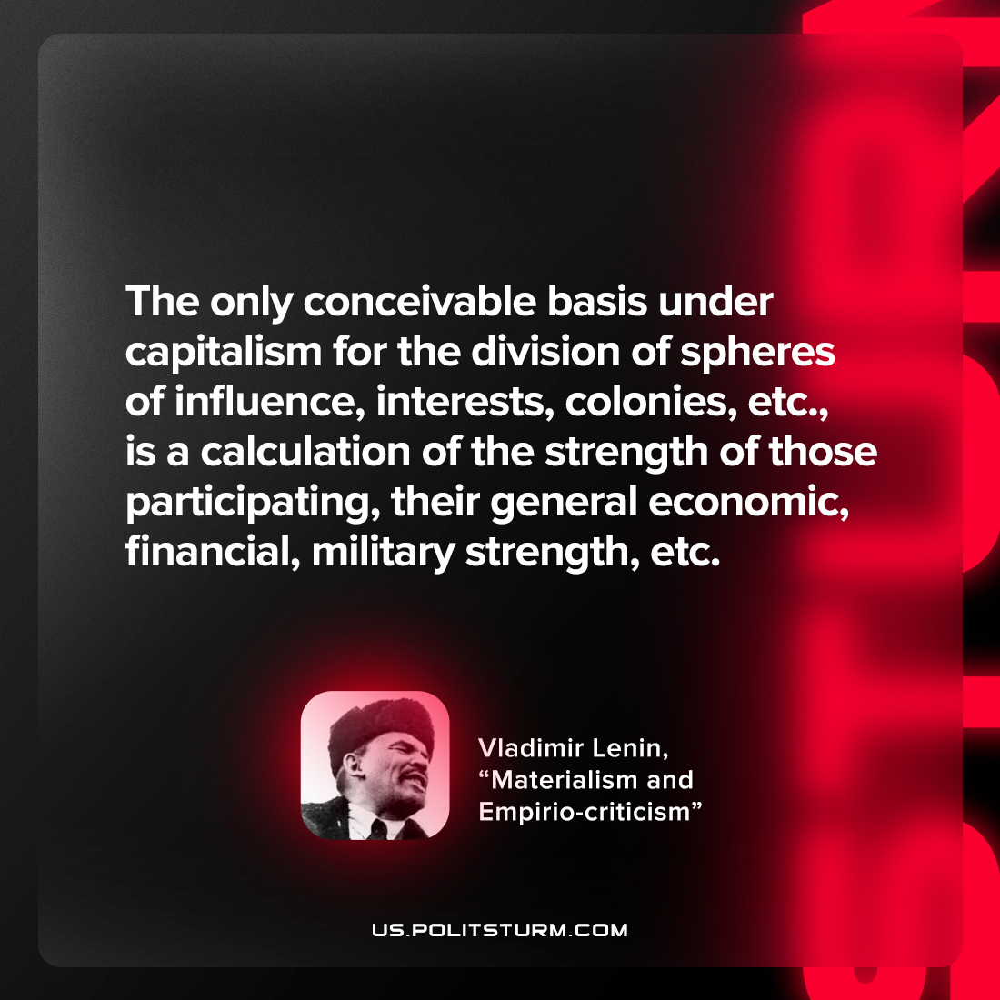 The only conceivable basis under
capitalism for the division of spheres
of influence, interests, colonies, etc.,
is a calculation of the strength of those
participating, their general economic,
financial, military strength, etc.
Vladimir Lenin,
“Materialism and
Empirio-criticism”
US.POLITSTURM.COM